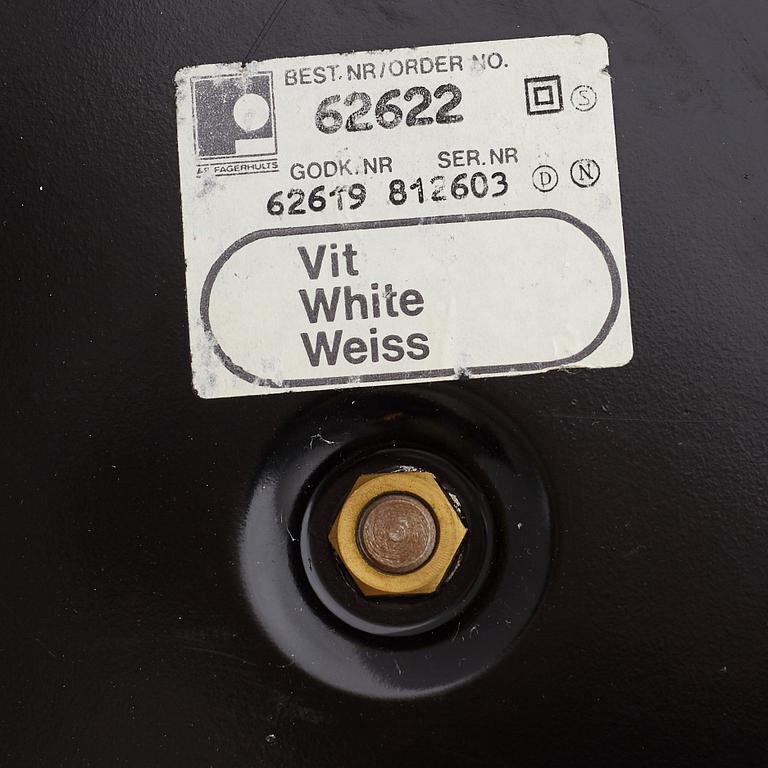 BEST.NR/ORDER NO.
62622
S
AB FAGERHULTS
GODK.NR SER.NR
62619 812603
D N
Vit
White
Weiss